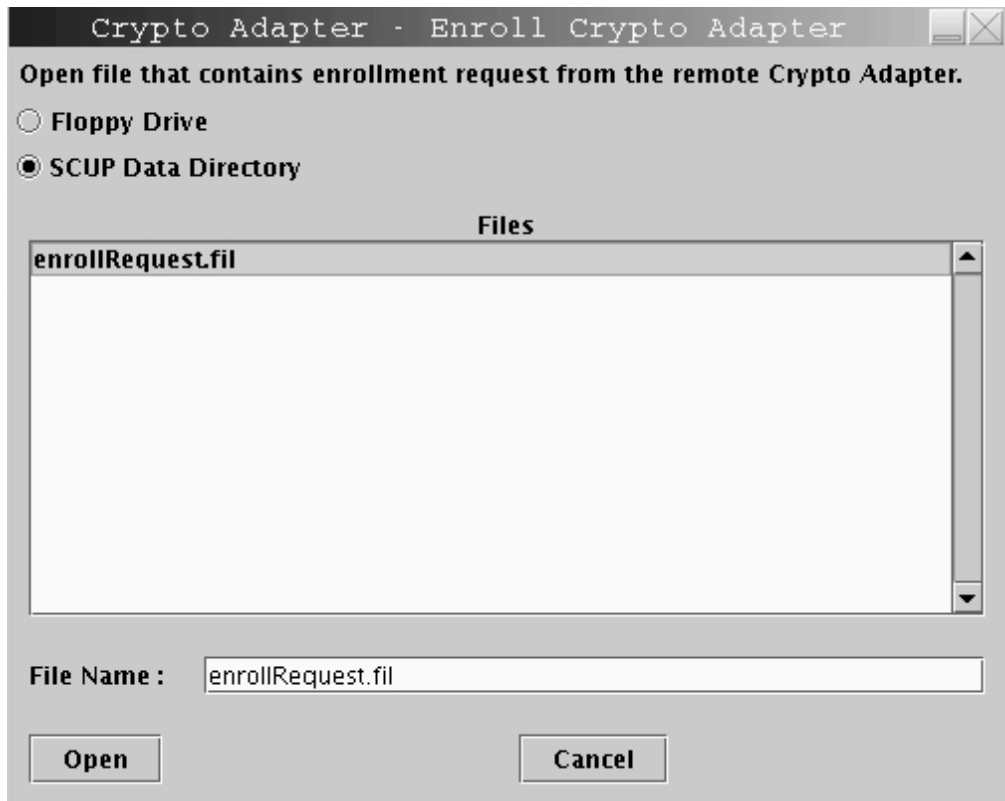 Crypto Adapter - Enroll Crypto Adapter
Open file that contains enrollment request from the remote Crypto Adapter.
Floppy Drive
SCUP Data Directory
Files
enrollRequest.fil
File Name : enrollRequest.fil
Open Cancel